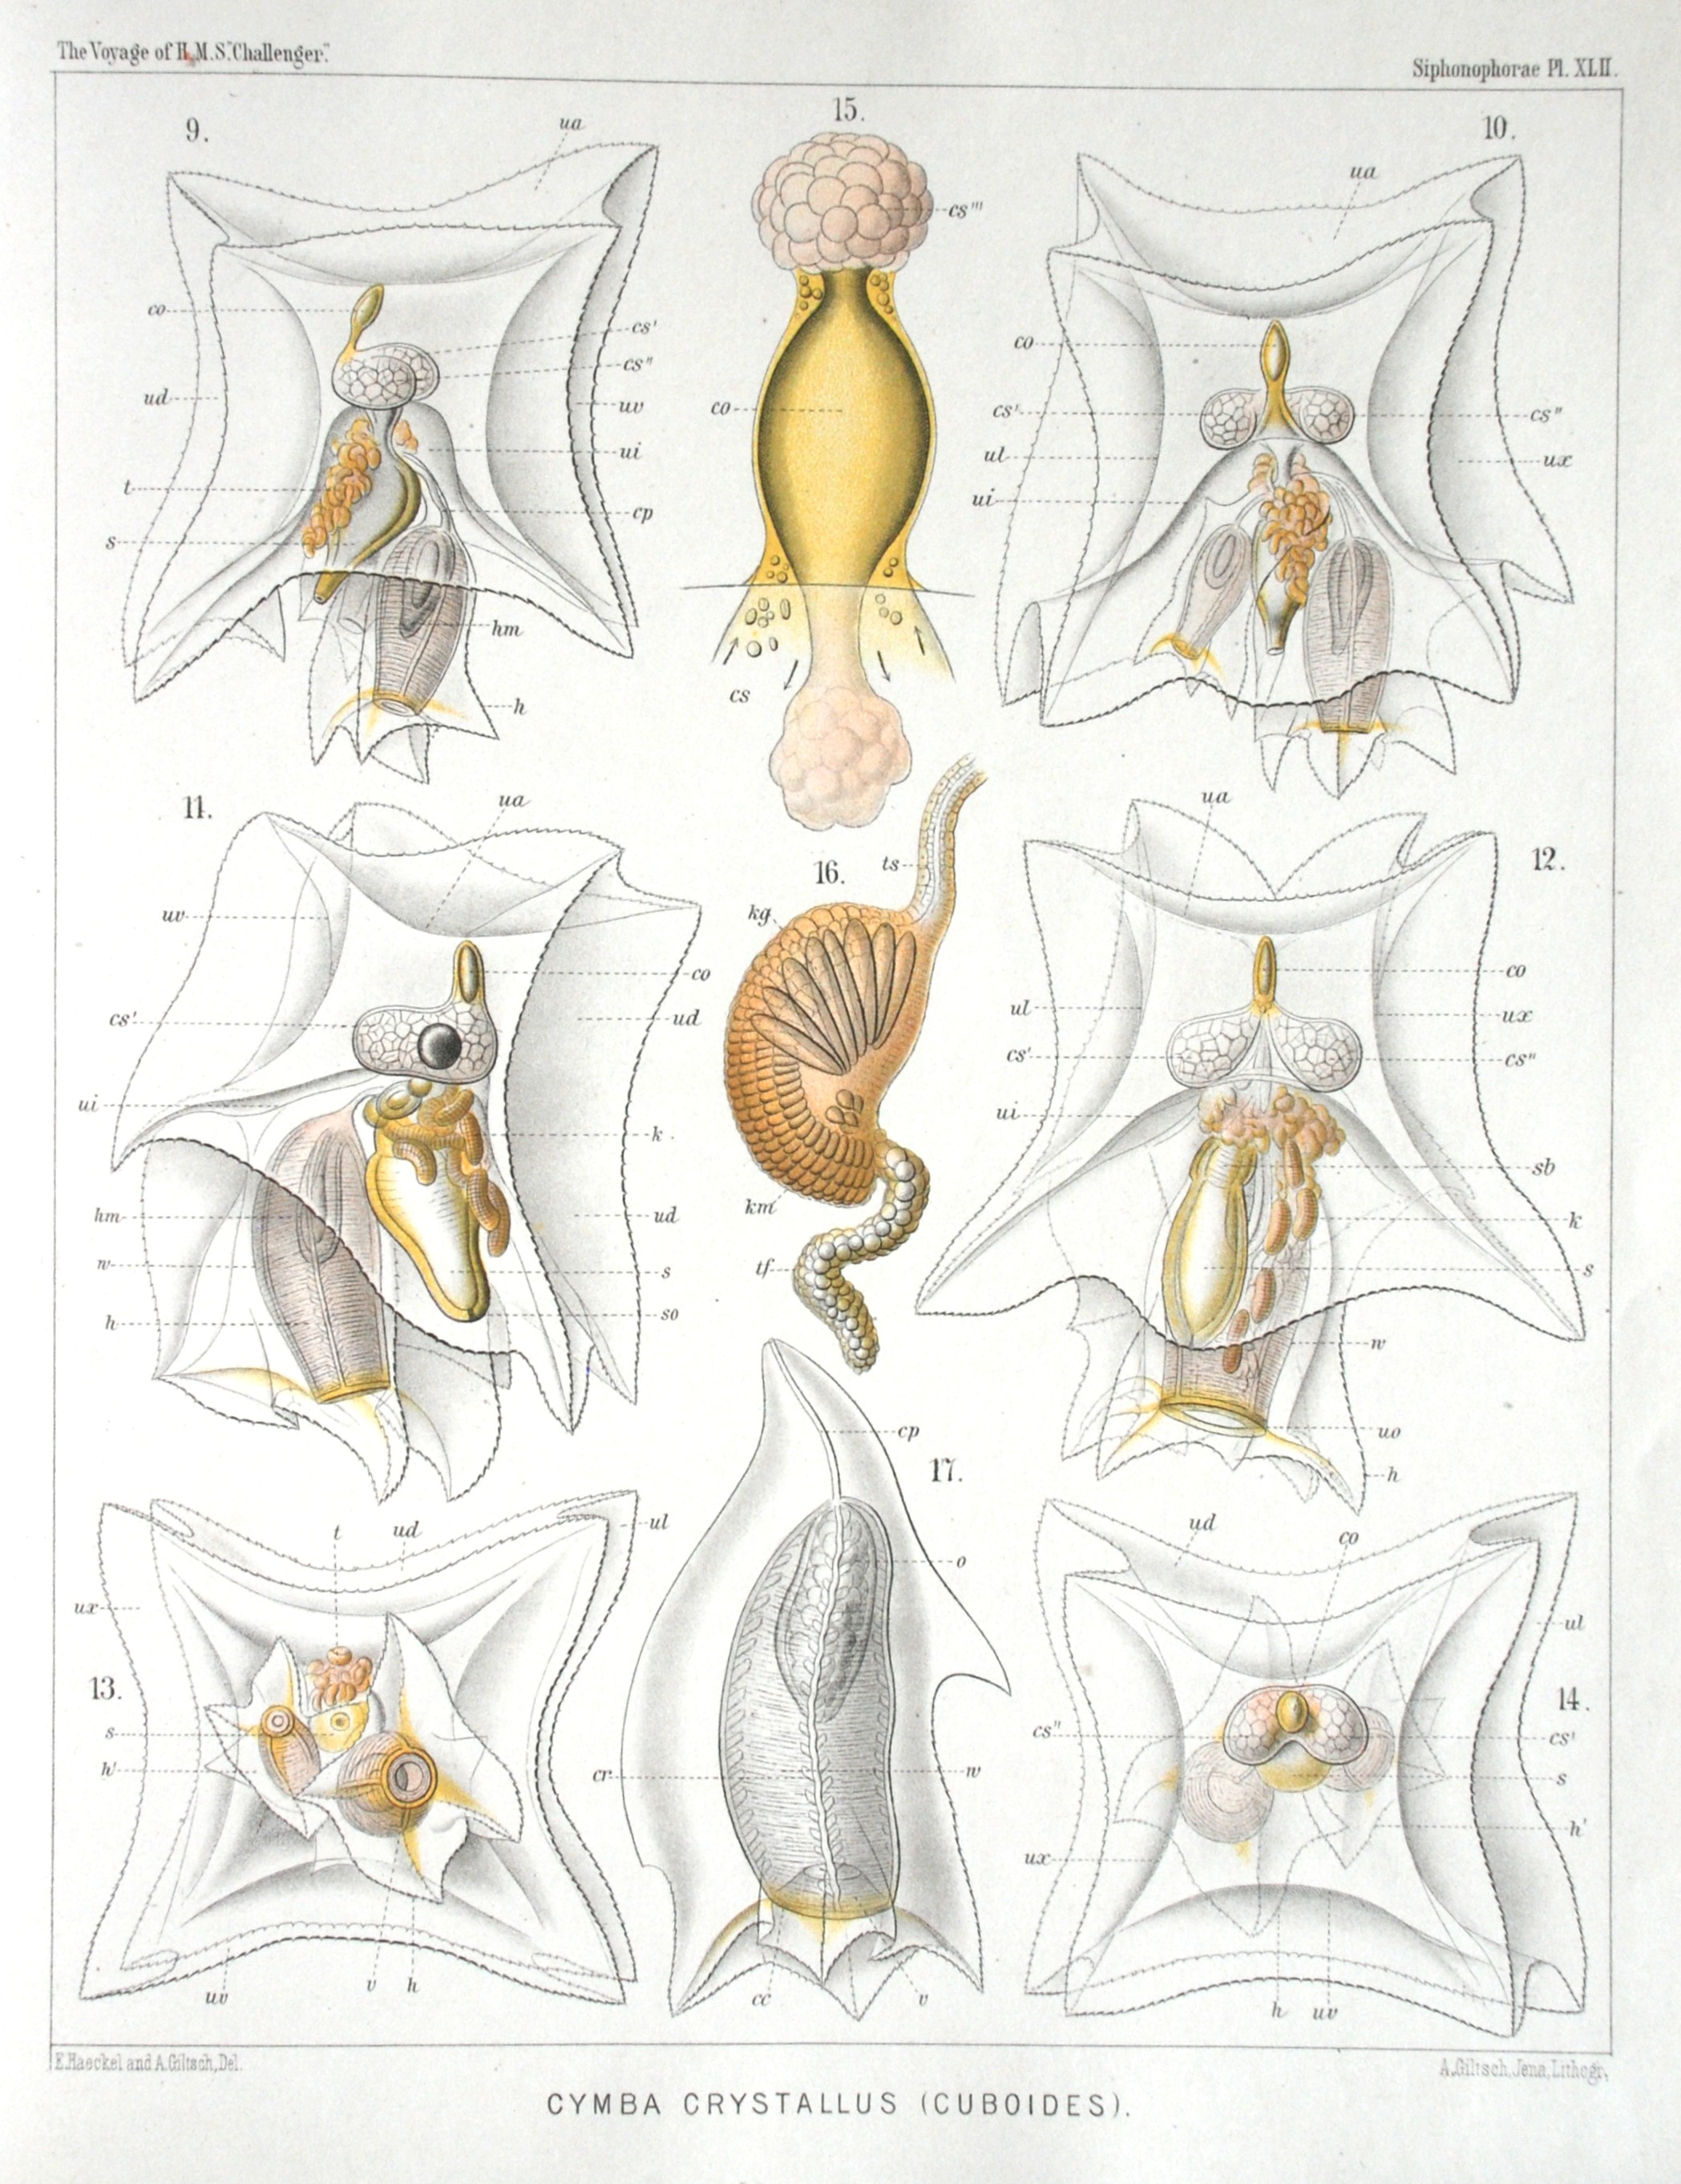 The Voyage of H.M.S. "Challenger."
Siphonophorae Pl. XLII.
9.
ua
co
cs'
cs"
ud
uv
ui
t
cp
s
hm
h
15.
cs'"
co
cs
10.
ua
co
cs'
cs"
ul
ux
ui
11.
ua
uv
co
cs'
ud
ui
k.
hm
ud
w
s
h
so
16.
ts
kg
km
tf
12.
ua
co
ul
ux
cs'
cs"
ui
sb
k
s
w
uo
h
13.
t
ud
ul
ux
s
h'
uv
v
h
17.
cp
o
cr
w
cc
v
14.
ud
co
ul
cs"
cs'
s
h'
ux
h
uv
E. Haeckel and A. Giltsch, Del.
A. Giltsch, Jena, Lithogr.
CYMBA CRYSTALLUS (CUBOIDES).